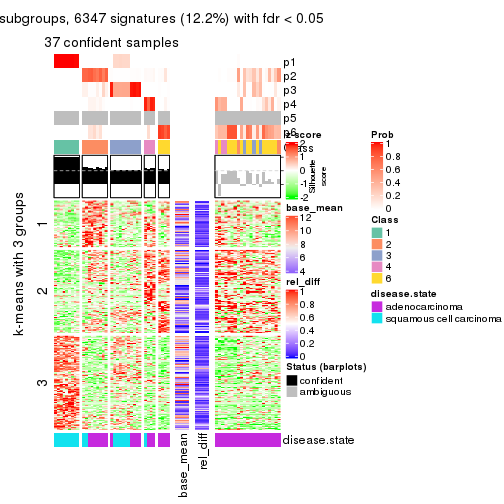 subgroups, 6347 signatures (12.2%) with fdr < 0.05
37 confident samples
p1
p2
p3
p4
p5
p6
z-score
2
1
0
-1
-2
Class
Silhouette
score
k-means with 3 groups
1
2
3
base_mean
12
10
8
6
4
rel_diff
1
0.8
0.6
0.4
0.2
0
Status (barplots)
confident
ambiguous
Prob
1
0.8
0.6
0.4
0.2
0
Class
1
2
3
4
6
disease.state
adenocarcinoma
squamous cell carcinoma
disease.state
base_mean
rel_diff